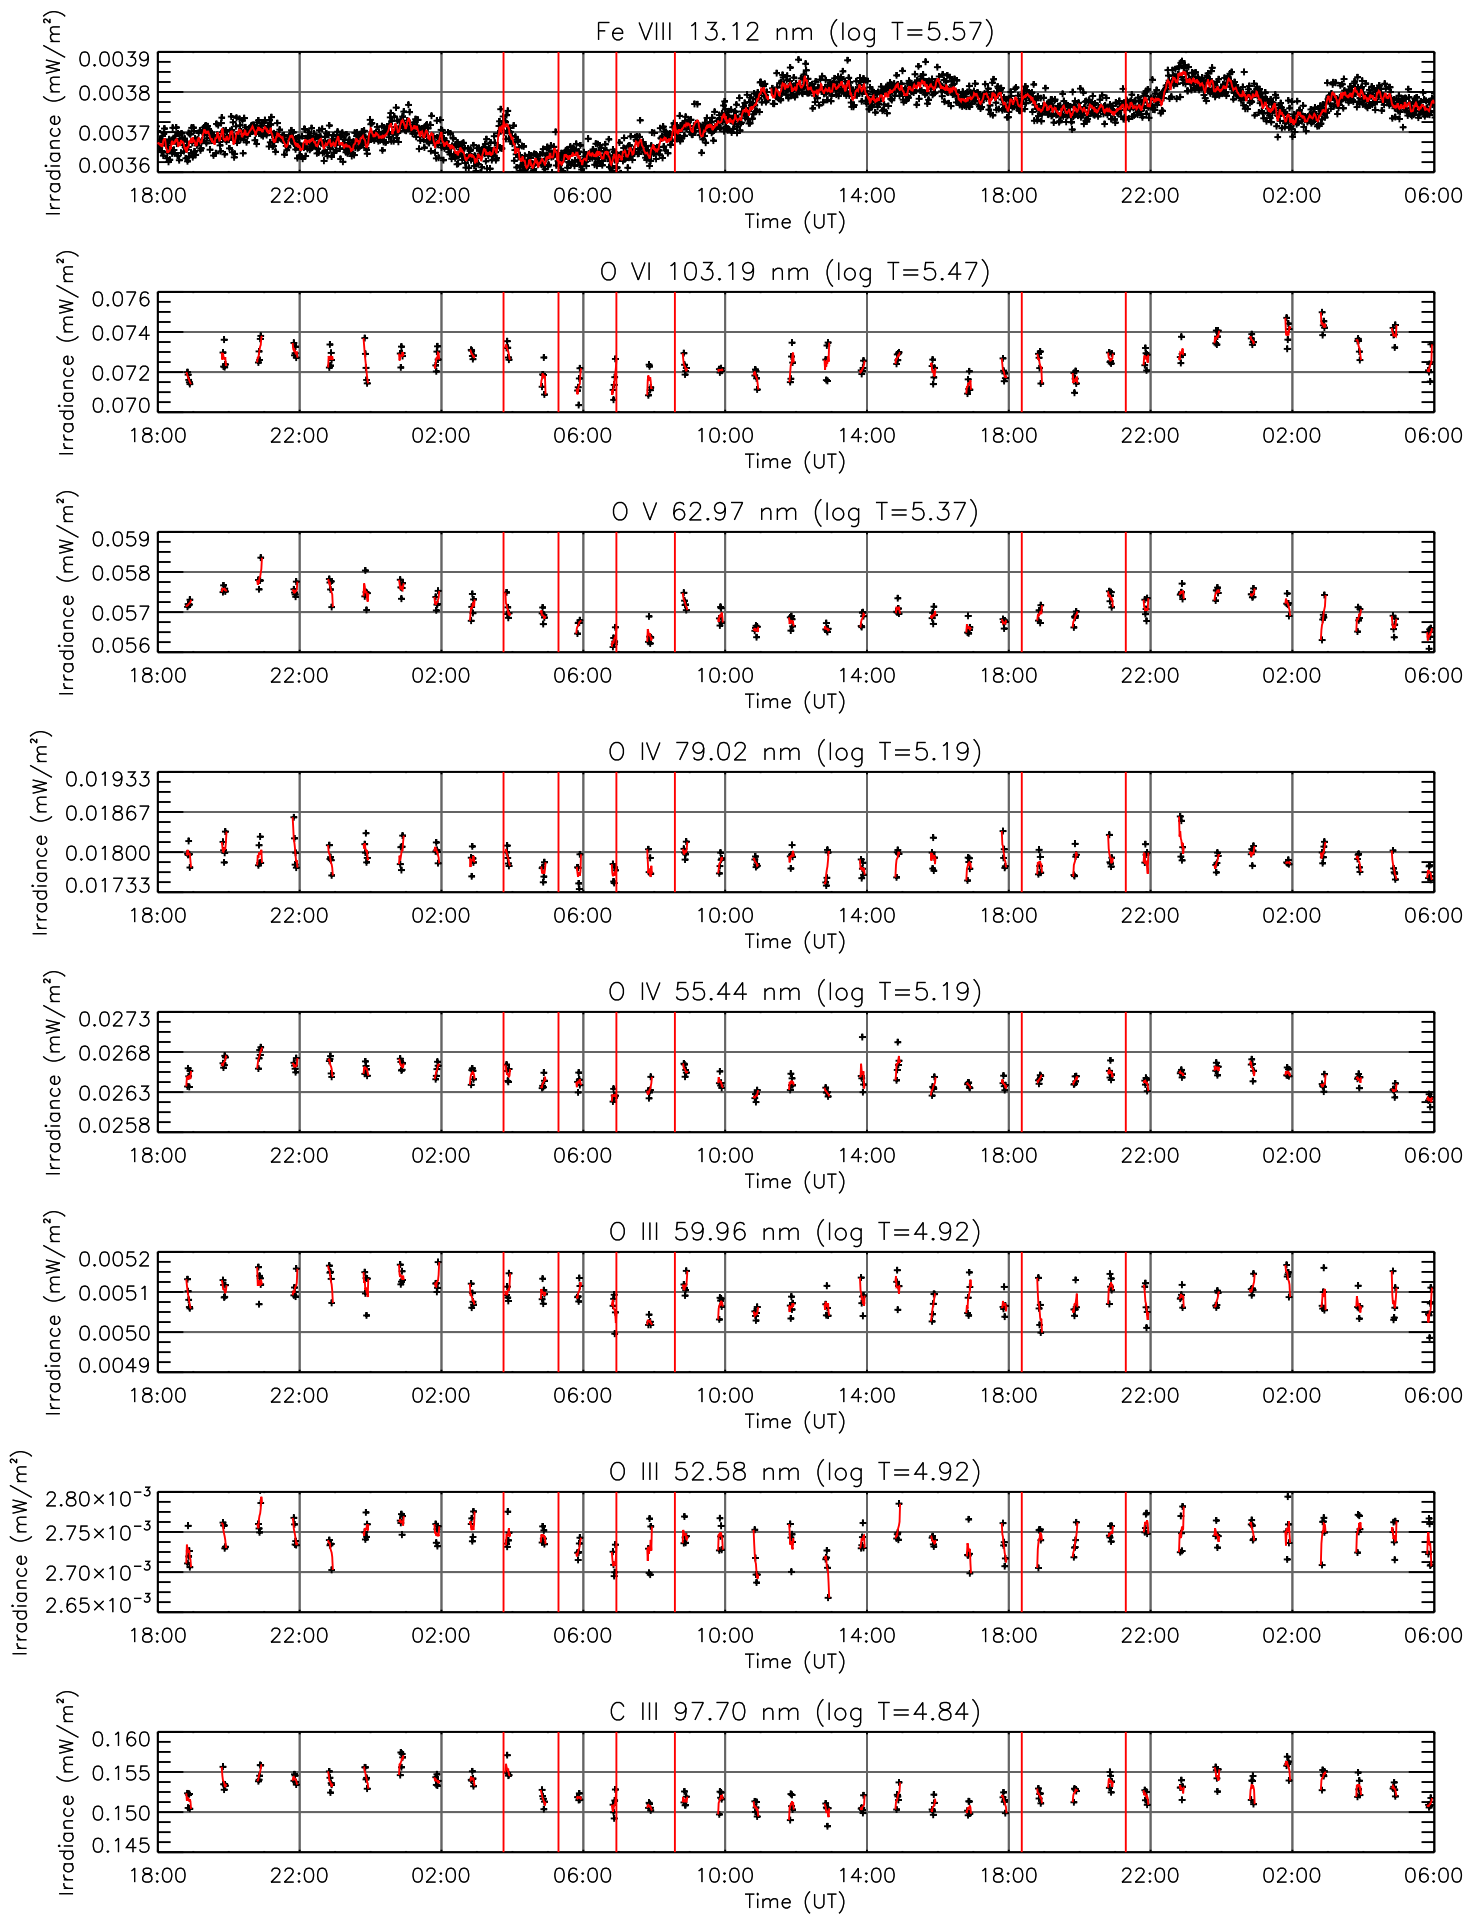 Fe VIII 13.12 nm (log T=5.57)
Irradiance (mW/m²)
0.0039
0.0038
0.0037
0.0036
18:00 22:00 02:00 06:00 10:00 14:00 18:00 22:00 02:00 06:00
Time (UT)
O VI 103.19 nm (log T=5.47)
Irradiance (mW/m²)
0.076
0.074
0.072
0.070
18:00 22:00 02:00 06:00 10:00 14:00 18:00 22:00 02:00 06:00
Time (UT)
O V 62.97 nm (log T=5.37)
Irradiance (mW/m²)
0.059
0.058
0.057
0.056
18:00 22:00 02:00 06:00 10:00 14:00 18:00 22:00 02:00 06:00
Time (UT)
O IV 79.02 nm (log T=5.19)
Irradiance (mW/m²)
0.01933
0.01867
0.01800
0.01733
18:00 22:00 02:00 06:00 10:00 14:00 18:00 22:00 02:00 06:00
Time (UT)
O IV 55.44 nm (log T=5.19)
Irradiance (mW/m²)
0.0273
0.0268
0.0263
0.0258
18:00 22:00 02:00 06:00 10:00 14:00 18:00 22:00 02:00 06:00
Time (UT)
O III 59.96 nm (log T=4.92)
Irradiance (mW/m²)
0.0052
0.0051
0.0050
0.0049
18:00 22:00 02:00 06:00 10:00 14:00 18:00 22:00 02:00 06:00
Time (UT)
O III 52.58 nm (log T=4.92)
Irradiance (mW/m²)
2.80×10⁻³
2.75×10⁻³
2.70×10⁻³
2.65×10⁻³
18:00 22:00 02:00 06:00 10:00 14:00 18:00 22:00 02:00 06:00
Time (UT)
C III 97.70 nm (log T=4.84)
Irradiance (mW/m²)
0.160
0.155
0.150
0.145
18:00 22:00 02:00 06:00 10:00 14:00 18:00 22:00 02:00 06:00
Time (UT)